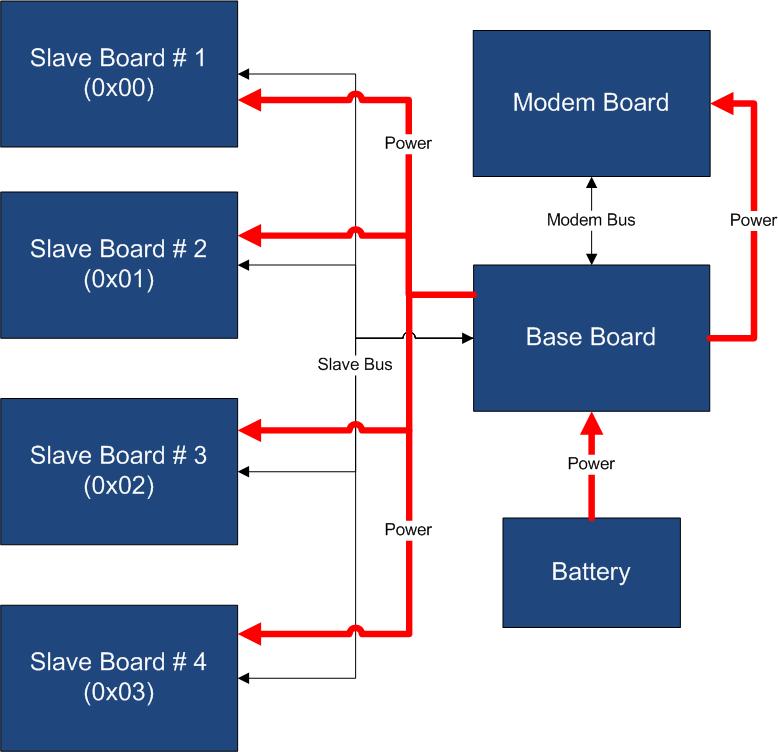 Slave Board # 1
(0x00)
Modem Board
Power
Modem Bus
Power
Slave Board # 2
(0x01)
Base Board
Slave Bus
Slave Board # 3
(0x02)
Power
Power
Battery
Slave Board # 4
(0x03)